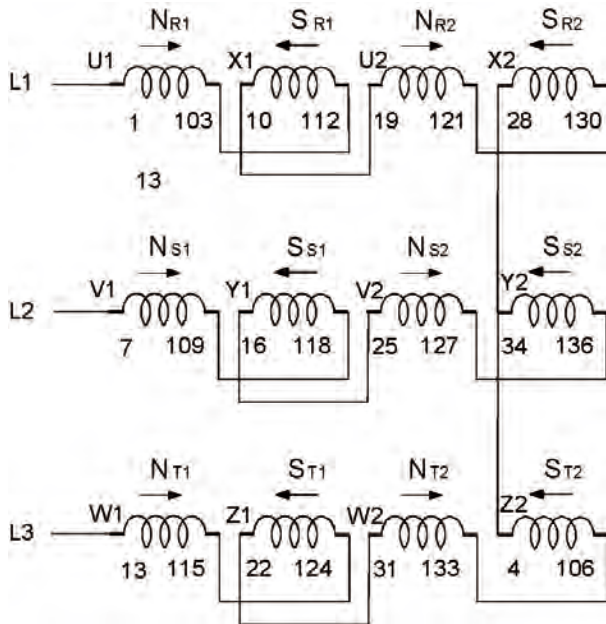 NR1 SR1 NR2 SR2
L1 U1 X1 U2 X2
1 103 10 112 19 121 28 130
13
NS1 SS1 NS2 SS2
L2 V1 Y1 V2 Y2
7 109 16 118 25 127 34 136
NT1 ST1 NT2 ST2
L3 W1 Z1 W2 Z2
13 115 22 124 31 133 4 106